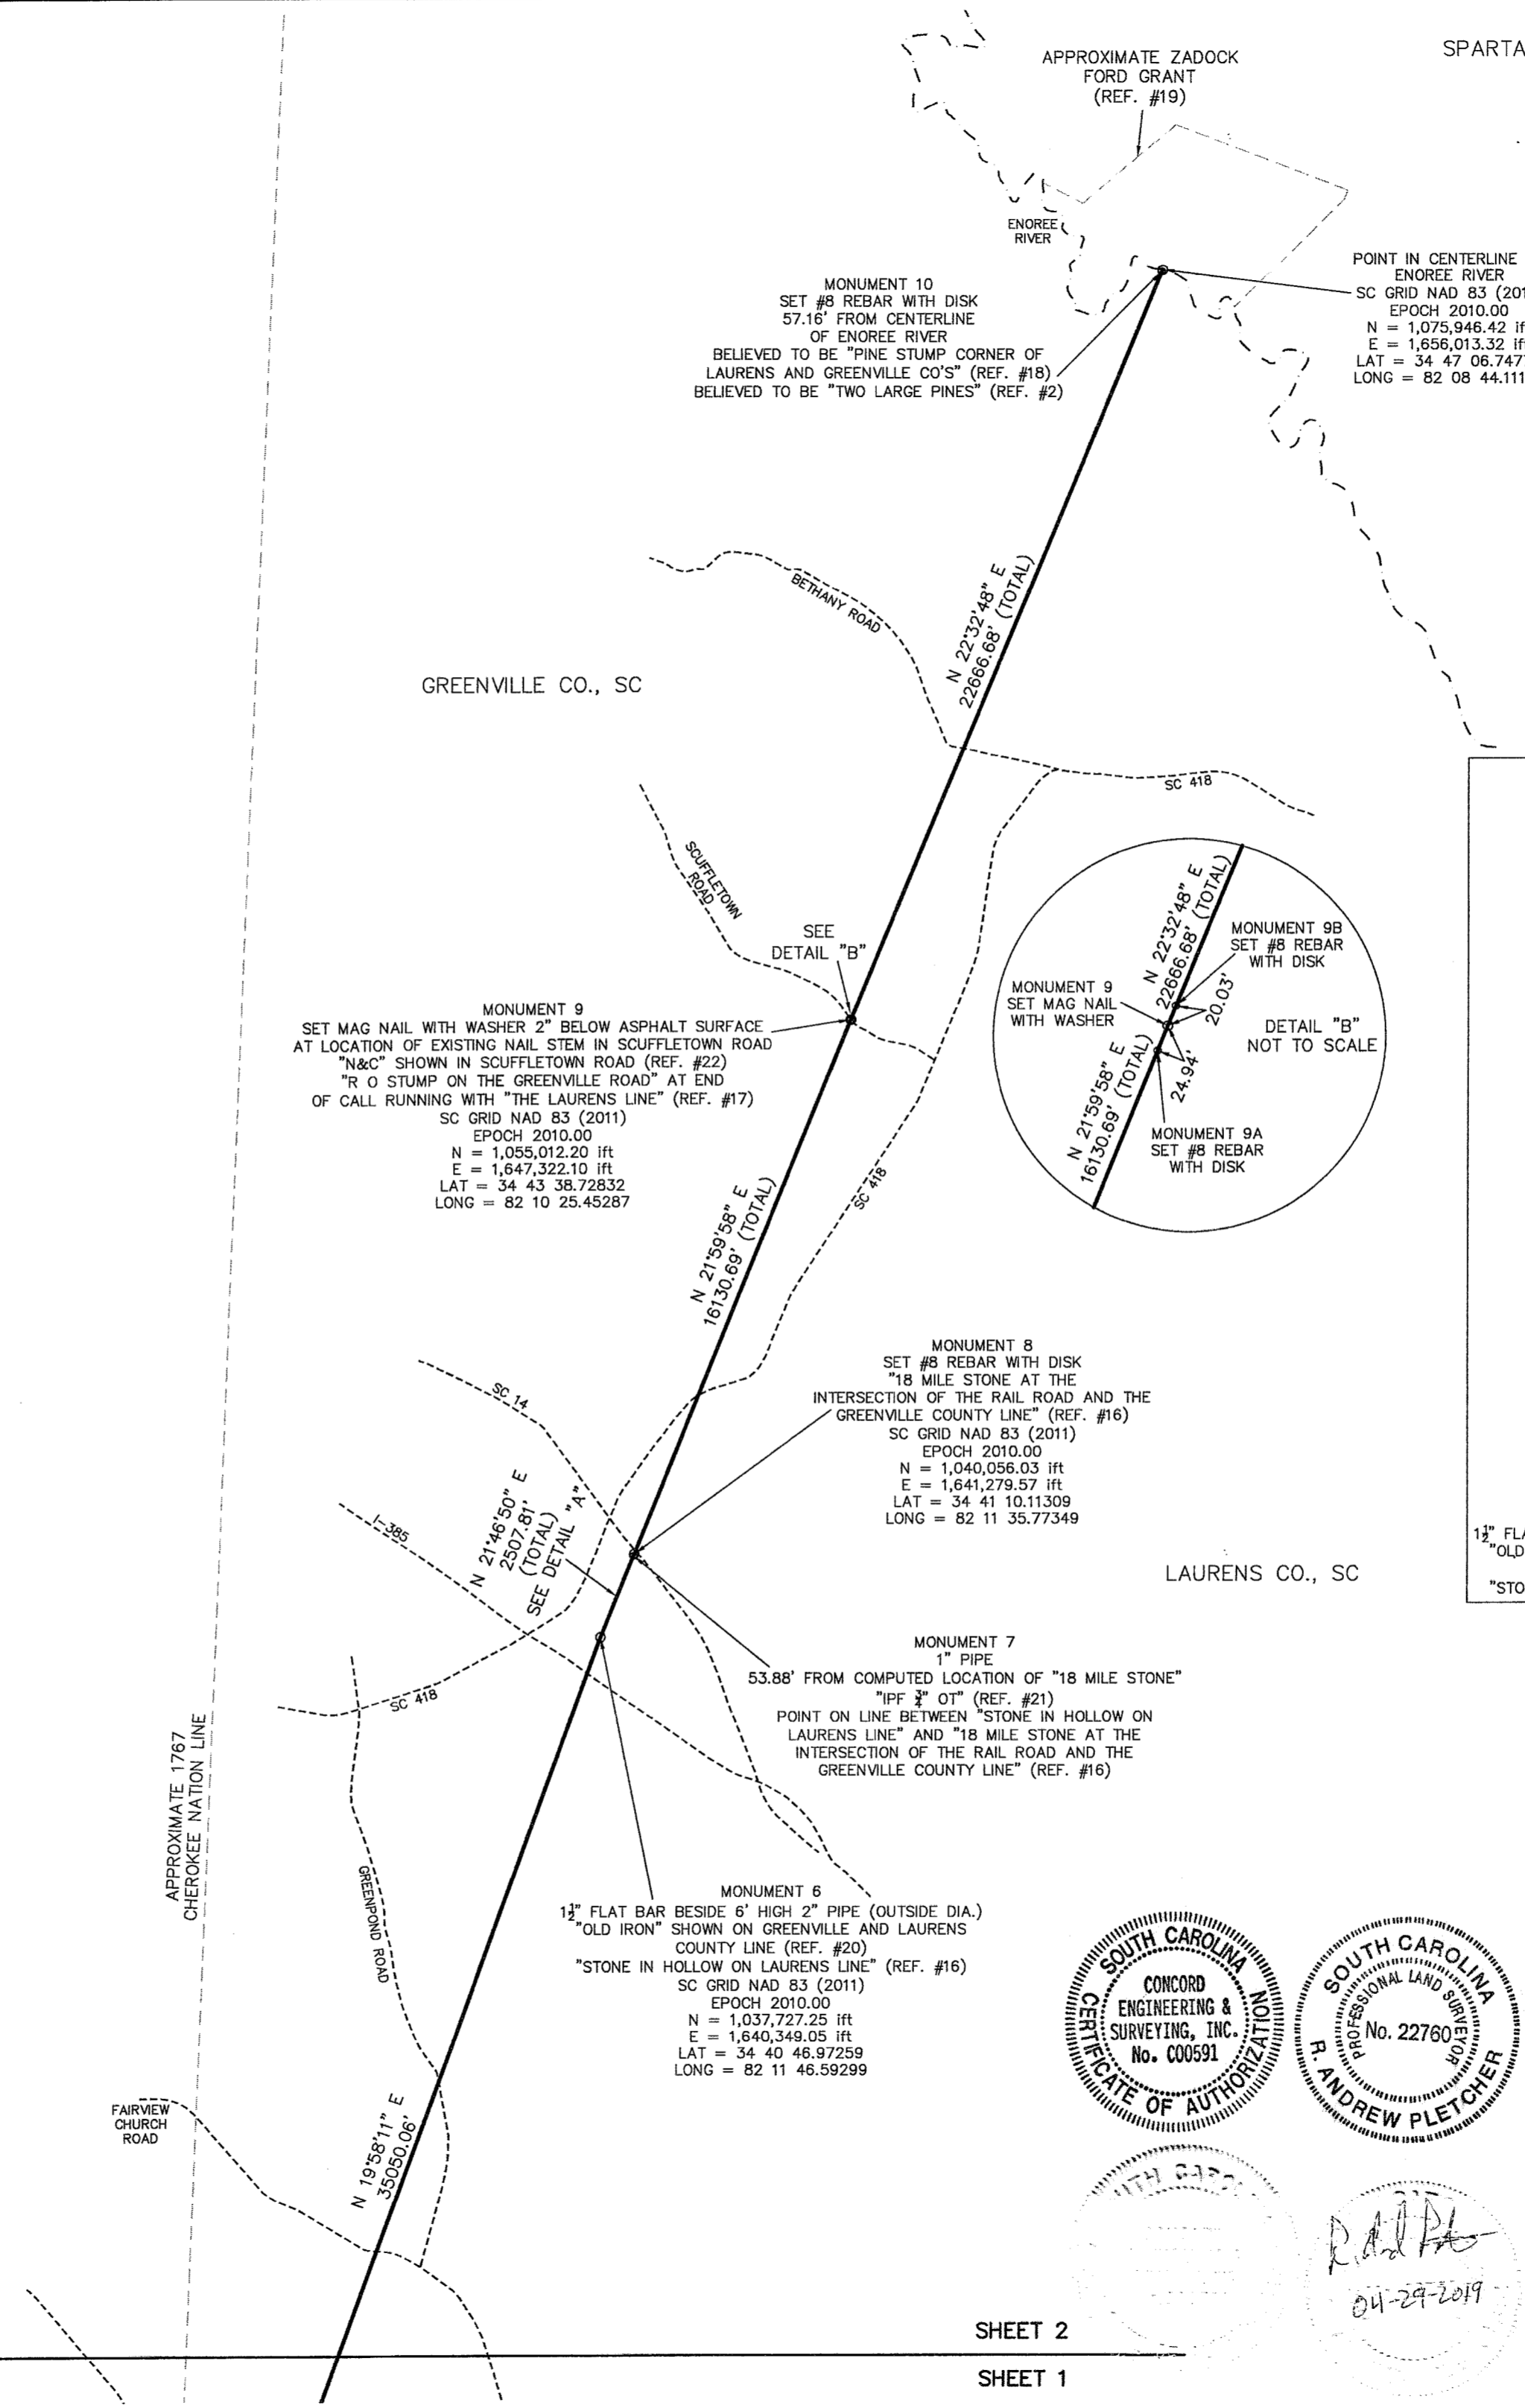 SPARTA
APPROXIMATE ZADOCK
FORD GRANT
(REF. #19)
ENOREE
RIVER
POINT IN CENTERLINE
ENOREE RIVER
SC GRID NAD 83 (201
EPOCH 2010.00
N = 1,075,946.42 if
E = 1,656,013.32 if
LAT = 34 47 06.747
LONG = 82 08 44.111
MONUMENT 10
SET #8 REBAR WITH DISK
57.16' FROM CENTERLINE
OF ENOREE RIVER
BELIEVED TO BE "PINE STUMP CORNER OF
LAURENS AND GREENVILLE CO'S" (REF. #18)
BELIEVED TO BE "TWO LARGE PINES" (REF. #2)
BETHANY ROAD
N 22°32'48" E
22666.68' (TOTAL)
GREENVILLE CO., SC
SC 418
SCUFFLETOWN
ROAD
SEE
DETAIL "B"
N 22°32'48" E
22666.68' (TOTAL)
MONUMENT 9B
SET #8 REBAR
WITH DISK
MONUMENT 9
SET MAG NAIL
WITH WASHER
20.03'
DETAIL "B"
NOT TO SCALE
24.94'
N 21°59'58" E
16130.69' (TOTAL)
MONUMENT 9A
SET #8 REBAR
WITH DISK
MONUMENT 9
SET MAG NAIL WITH WASHER 2" BELOW ASPHALT SURFACE
AT LOCATION OF EXISTING NAIL STEM IN SCUFFLETOWN ROAD
"N&C" SHOWN IN SCUFFLETOWN ROAD (REF. #22)
"R O STUMP ON THE GREENVILLE ROAD" AT END
OF CALL RUNNING WITH "THE LAURENS LINE" (REF. #17)
SC GRID NAD 83 (2011)
EPOCH 2010.00
N = 1,055,012.20 ift
E = 1,647,322.10 ift
LAT = 34 43 38.72832
LONG = 82 10 25.45287
SC 418
N 21°59'58" E
16130.69' (TOTAL)
MONUMENT 8
SET #8 REBAR WITH DISK
"18 MILE STONE AT THE
INTERSECTION OF THE RAIL ROAD AND THE
GREENVILLE COUNTY LINE" (REF. #16)
SC GRID NAD 83 (2011)
EPOCH 2010.00
N = 1,040,056.03 ift
E = 1,641,279.57 ift
LAT = 34 41 10.11309
LONG = 82 11 35.77349
SC 14
I-385
N 21°46'50" E
2507.81'
(TOTAL)
SEE DETAIL "A"
1½" FLA
"OLD
"STO
LAURENS CO., SC
MONUMENT 7
1" PIPE
53.88' FROM COMPUTED LOCATION OF "18 MILE STONE"
"IPF ¾" OT" (REF. #21)
POINT ON LINE BETWEEN "STONE IN HOLLOW ON
LAURENS LINE" AND "18 MILE STONE AT THE
INTERSECTION OF THE RAIL ROAD AND THE
GREENVILLE COUNTY LINE" (REF. #16)
SC 418
APPROXIMATE 1767
CHEROKEE NATION LINE
GREENPOND ROAD
MONUMENT 6
1½" FLAT BAR BESIDE 6' HIGH 2" PIPE (OUTSIDE DIA.)
"OLD IRON" SHOWN ON GREENVILLE AND LAURENS
COUNTY LINE (REF. #20)
"STONE IN HOLLOW ON LAURENS LINE" (REF. #16)
SC GRID NAD 83 (2011)
EPOCH 2010.00
N = 1,037,727.25 ift
E = 1,640,349.05 ift
LAT = 34 40 46.97259
LONG = 82 11 46.59299
SOUTH CAROLINA
CONCORD
ENGINEERING &
SURVEYING, INC.
No. C00591
CERTIFICATE OF AUTHORIZATION
SOUTH CAROLINA
PROFESSIONAL LAND SURVEYOR
No. 22760
R. ANDREW PLETCHER
FAIRVIEW
CHURCH
ROAD
N 19°58'11" E
35050.06'
04-29-2019
SHEET 2
SHEET 1